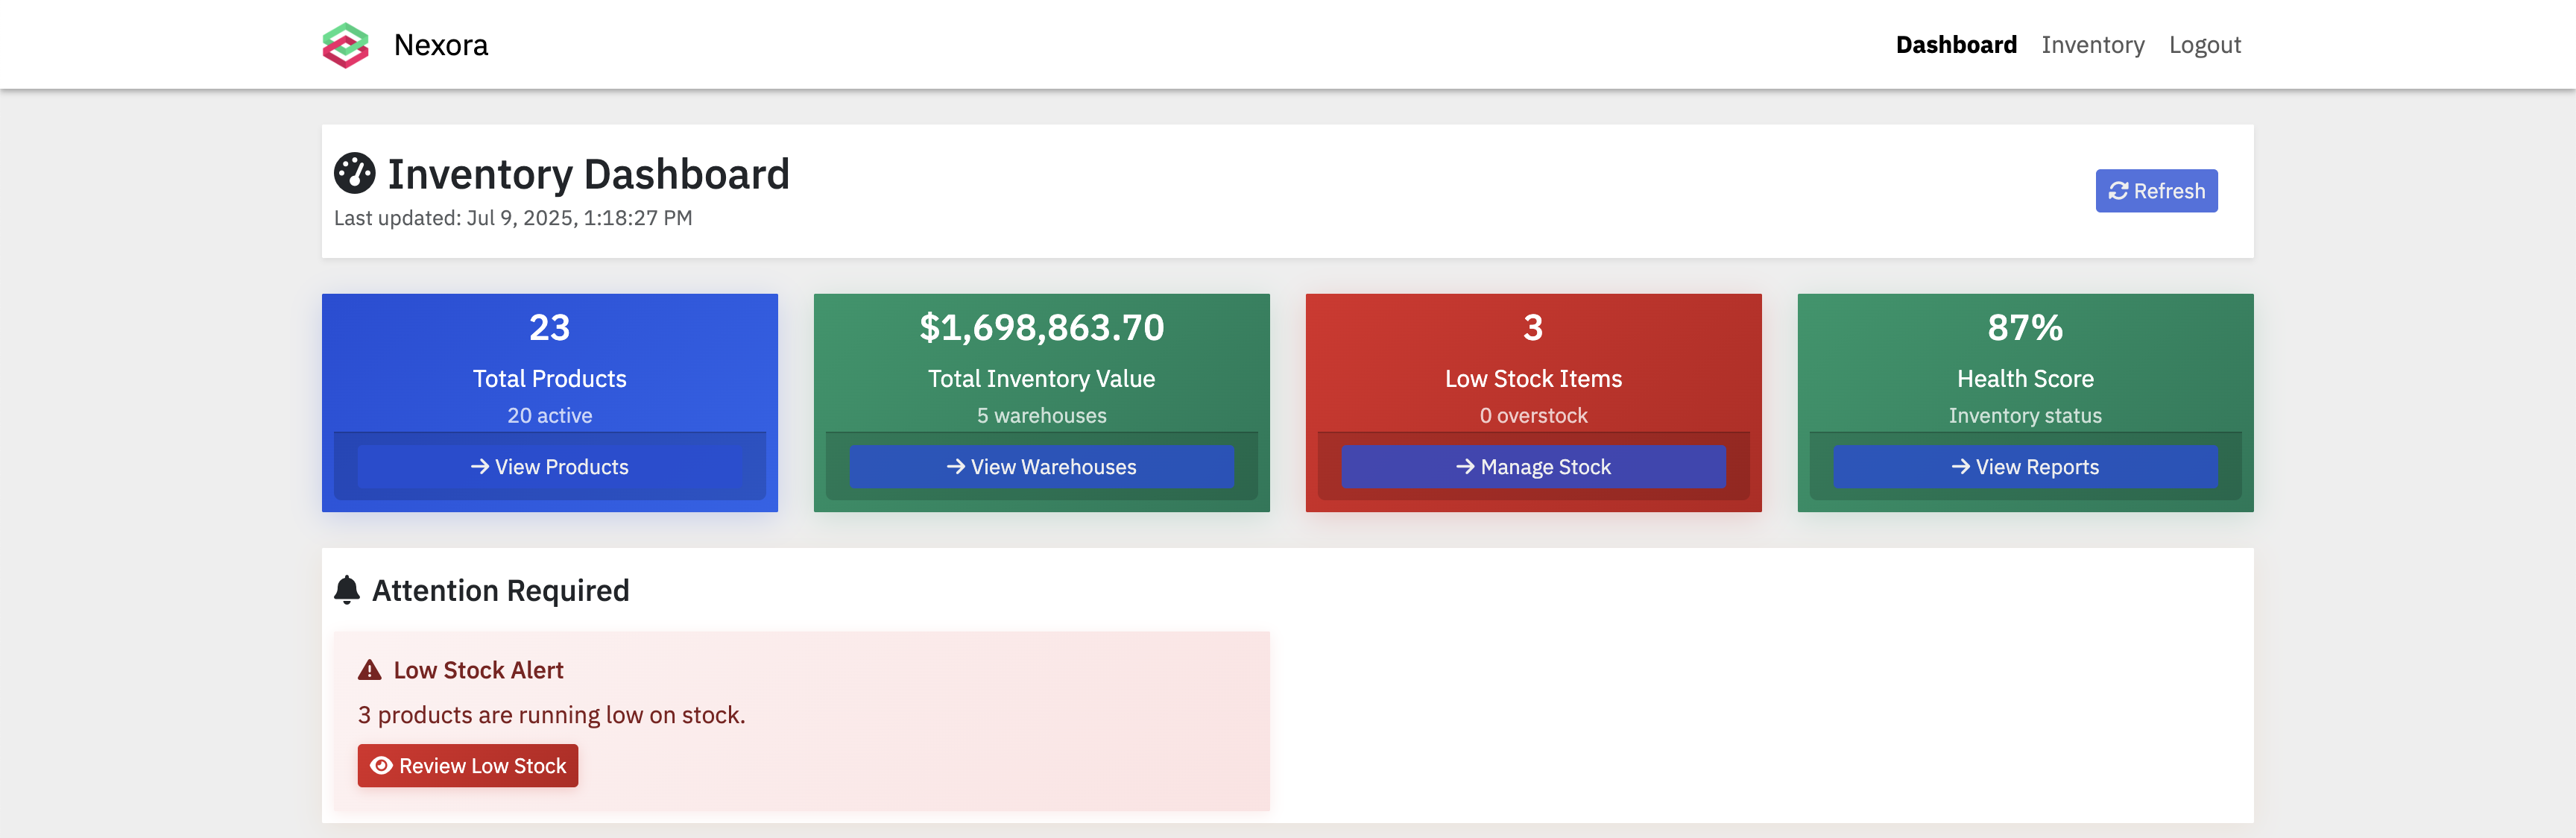 Nexora
Dashboard Inventory Logout
Inventory Dashboard
Last updated: Jul 9, 2025, 1:18:27 PM
Refresh
23
Total Products
20 active
View Products
$1,698,863.70
Total Inventory Value
5 warehouses
View Warehouses
3
Low Stock Items
0 overstock
Manage Stock
87%
Health Score
Inventory status
View Reports
Attention Required
Low Stock Alert
3 products are running low on stock.
Review Low Stock